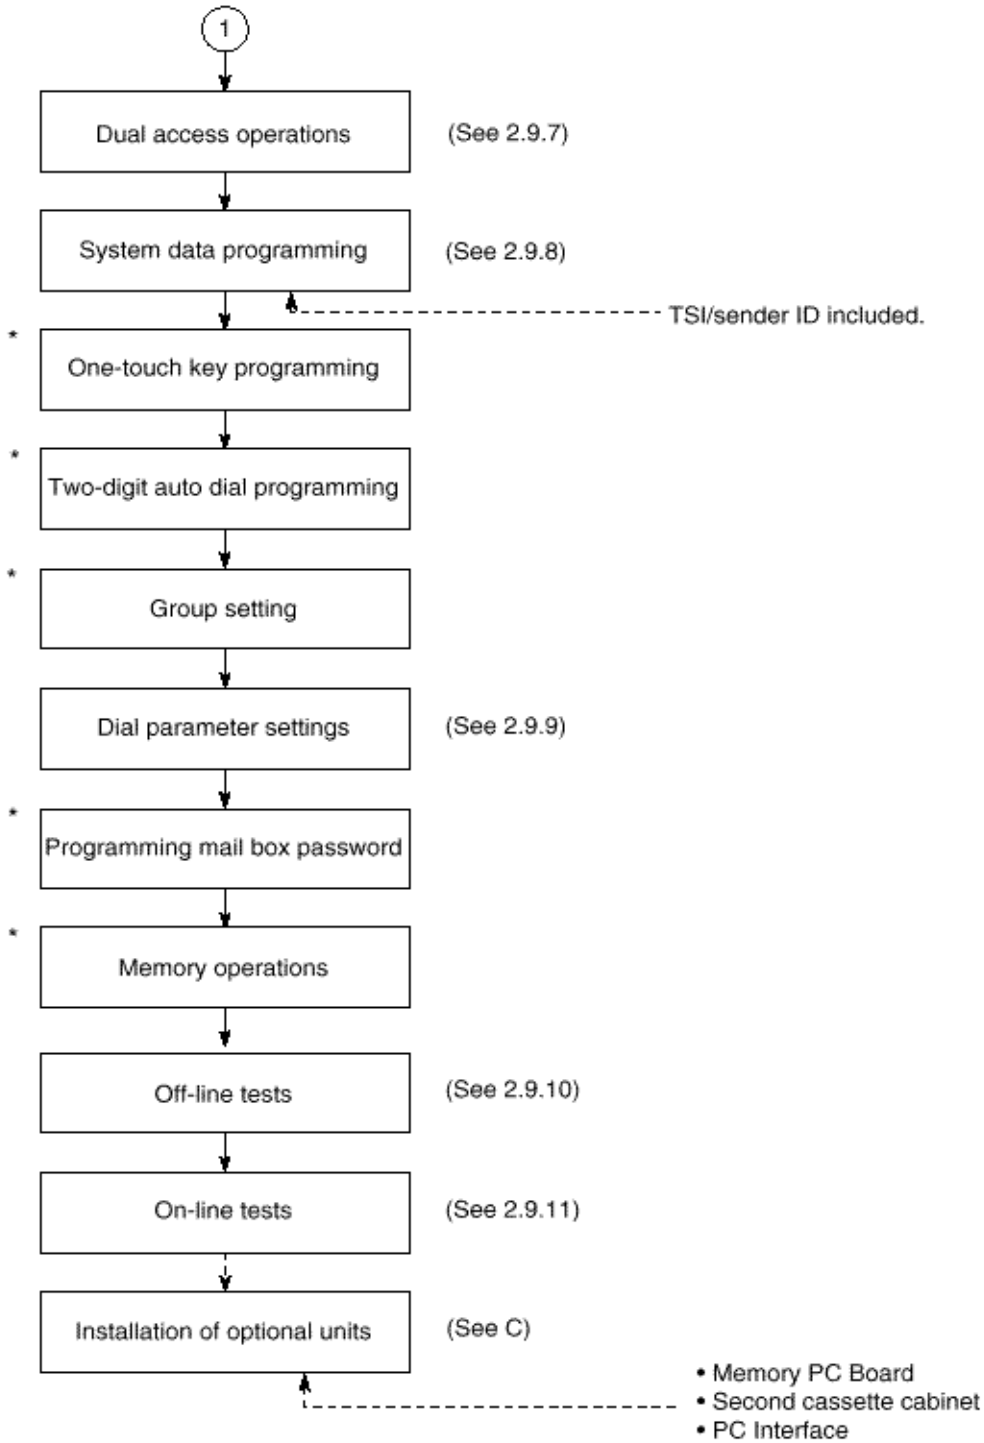 1
Dual access operations (See 2.9.7)
System data programming (See 2.9.8)
TSI/sender ID included.
*
One-touch key programming
*
Two-digit auto dial programming
*
Group setting
Dial parameter settings (See 2.9.9)
*
Programming mail box password
*
Memory operations
Off-line tests (See 2.9.10)
On-line tests (See 2.9.11)
Installation of optional units (See C)
• Memory PC Board
• Second cassette cabinet
• PC Interface